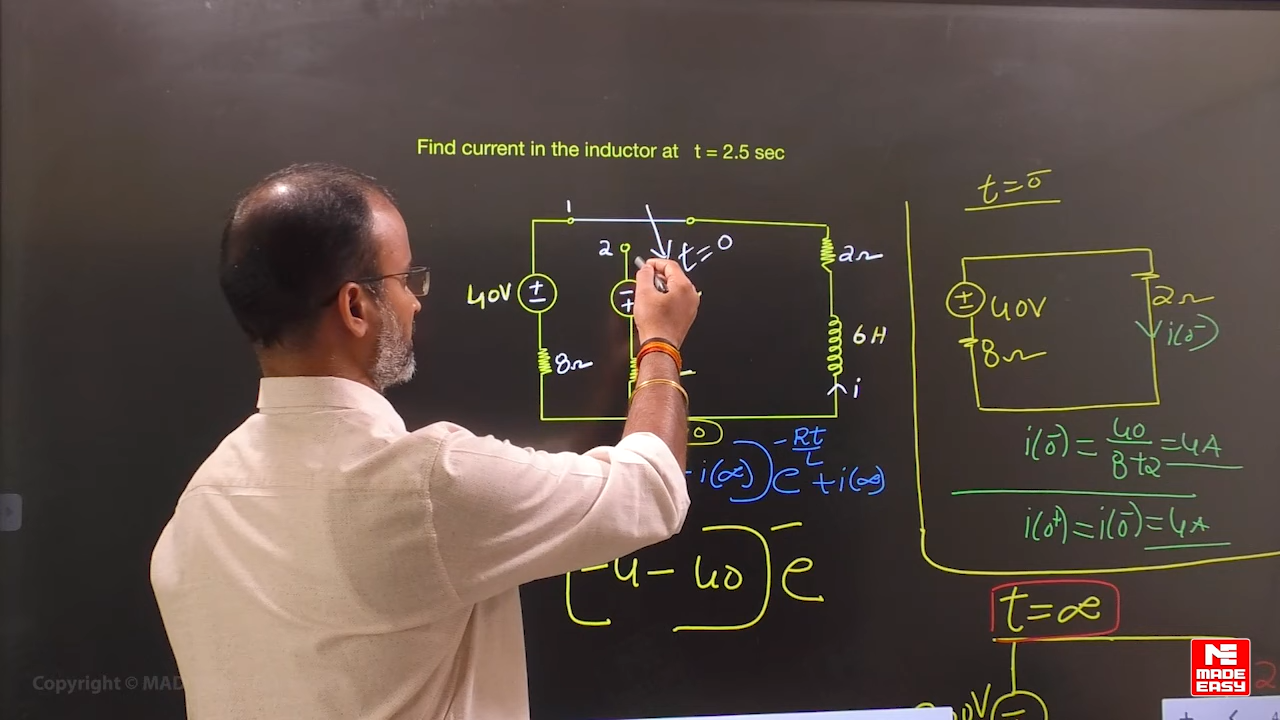 Find current in the inductor at t = 2.5 sec
1
2
t=0
40V
+
-
-
+
8Ω
2Ω
6H
i
- i(∞)) e^(-Rt/L) + i(∞)
[-4 - 40] e^-
t=0⁻
+
-
40V
2Ω
8Ω
i(0⁻)
i(0⁻) = 40/(8+2) = 4A
i(0⁺) = i(0⁻) = 4A
t=∞
Copyright © MAD
MADE
EASY